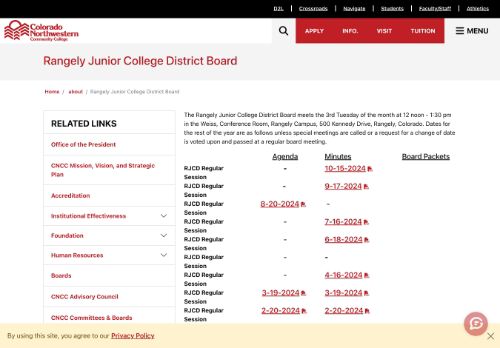 D2L | Crossroads | Navigate | Students | Faculty/Staff | Athletics
Colorado
Northwestern
Community College
APPLY INFO. VISIT TUITION MENU
Rangely Junior College District Board
Home / about / Rangely Junior College District Board
RELATED LINKS
Office of the President
CNCC Mission, Vision, and Strategic
Plan
Accreditation
Institutional Effectiveness
Foundation
Human Resources
Boards
CNCC Advisory Council
CNCC Committees & Boards
The Rangely Junior College District Board meets the 3rd Tuesday of the month at 12 noon - 1:30 pm
in the Weiss, Conference Room, Rangely Campus, 500 Kennedy Drive, Rangely, Colorado. Dates for
the rest of the year are as follows unless special meetings are called or a request for a change of date
is voted upon and passed at a regular board meeting.
Agenda Minutes Board Packets
RJCD Regular - 10-15-2024
Session
RJCD Regular - 9-17-2024
Session
RJCD Regular 8-20-2024 -
Session
RJCD Regular - 7-16-2024
Session
RJCD Regular - 6-18-2024
Session
RJCD Regular - -
Session
RJCD Regular - 4-16-2024
Session
RJCD Regular 3-19-2024 3-19-2024
Session
RJCD Regular 2-20-2024 2-20-2024
Session
By using this site, you agree to our Privacy Policy